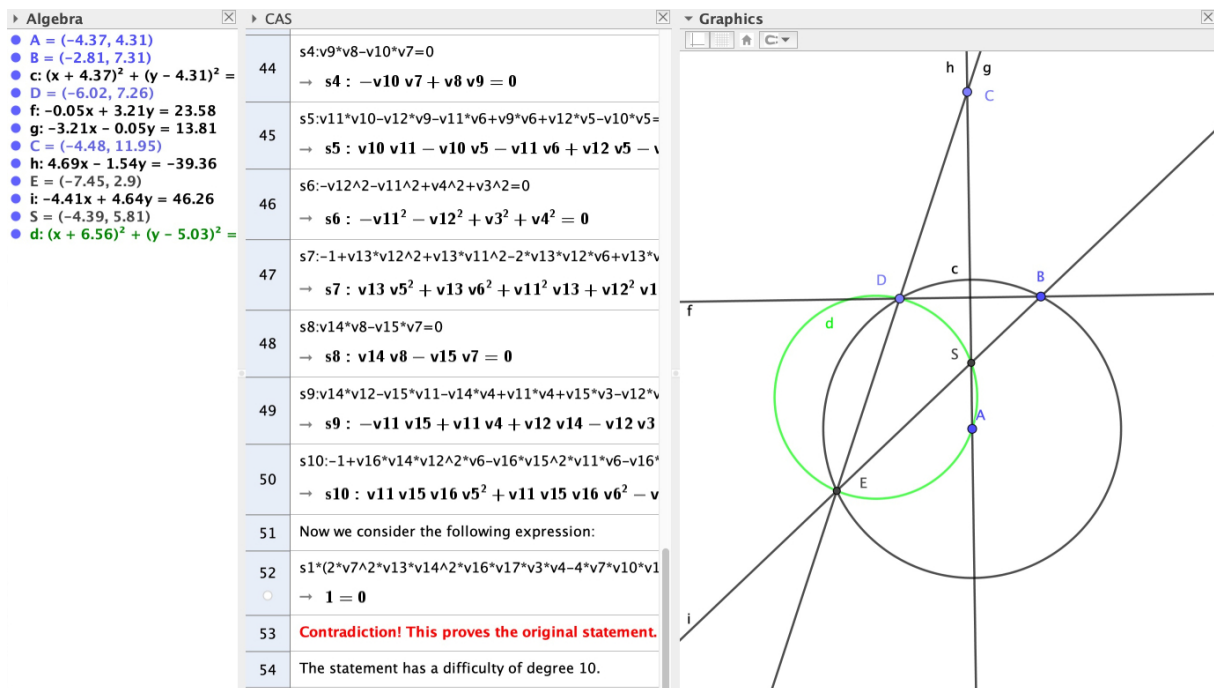 Algebra
A = (-4.37, 4.31)
B = (-2.81, 7.31)
c: (x + 4.37)² + (y - 4.31)² =
D = (-6.02, 7.26)
f: -0.05x + 3.21y = 23.58
g: -3.21x - 0.05y = 13.81
C = (-4.48, 11.95)
h: 4.69x - 1.54y = -39.36
E = (-7.45, 2.9)
i: -4.41x + 4.64y = 46.26
S = (-4.39, 5.81)
d: (x + 6.56)² + (y - 5.03)² =
CAS
44
s4:v9*v8-v10*v7=0
→ s4 : -v10 v7 + v8 v9 = 0
45
s5:v11*v10-v12*v9-v11*v6+v9*v6+v12*v5-v10*v5=
→ s5 : v10 v11 - v10 v5 - v11 v6 + v12 v5 - v
46
s6:-v12^2-v11^2+v4^2+v3^2=0
→ s6 : -v11² - v12² + v3² + v4² = 0
47
s7:-1+v13*v12^2+v13*v11^2-2*v13*v12*v6+v13*v
→ s7 : v13 v5² + v13 v6² + v11² v13 + v12² v1
48
s8:v14*v8-v15*v7=0
→ s8 : v14 v8 - v15 v7 = 0
49
s9:v14*v12-v15*v11-v14*v4+v11*v4+v15*v3-v12*v
→ s9 : -v11 v15 + v11 v4 + v12 v14 - v12 v3
50
s10:-1+v16*v14*v12^2*v6-v16*v15^2*v11*v6-v16*
→ s10 : v11 v15 v16 v5² + v11 v15 v16 v6² - v
51
Now we consider the following expression:
52
s1*(2*v7^2*v13*v14^2*v16*v17*v3*v4-4*v7*v10*v1
→ 1 = 0
53
Contradiction! This proves the original statement.
54
The statement has a difficulty of degree 10.
Graphics
h
g
C
c
D
B
f
d
S
A
E
i